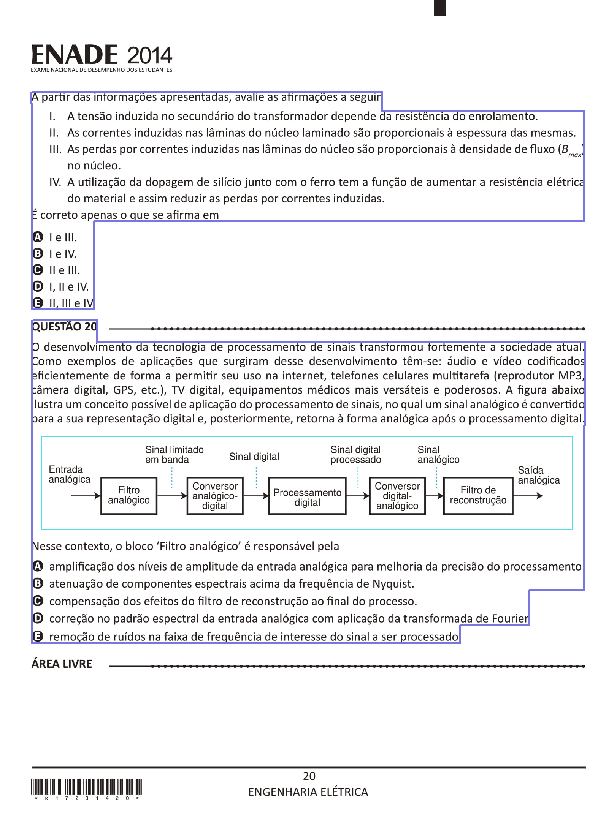 ENADE 2014
EXAME NACIONAL DE DESEMPENHO DOS ESTUDANTES
A partir das informações apresentadas, avalie as afirmações a seguir
I. A tensão induzida no secundário do transformador depende da resistência do enrolamento.
II. As correntes induzidas nas lâminas do núcleo laminado são proporcionais à espessura das mesmas.
III. As perdas por correntes induzidas nas lâminas do núcleo são proporcionais à densidade de fluxo (Bmax)
no núcleo.
IV. A utilização da dopagem de silício junto com o ferro tem a função de aumentar a resistência elétrica
do material e assim reduzir as perdas por correntes induzidas.
É correto apenas o que se afirma em
A I e III.
B I e IV.
C II e III.
D I, II e IV.
E II, III e IV
QUESTÃO 20
O desenvolvimento da tecnologia de processamento de sinais transformou fortemente a sociedade atual.
Como exemplos de aplicações que surgiram desse desenvolvimento têm-se: áudio e vídeo codificados
eficientemente de forma a permitir seu uso na internet, telefones celulares multitarefa (reprodutor MP3,
câmera digital, GPS, etc.), TV digital, equipamentos médicos mais versáteis e poderosos. A figura abaixo
ilustra um conceito possível de aplicação do processamento de sinais, no qual um sinal analógico é convertido
para a sua representação digital e, posteriormente, retorna à forma analógica após o processamento digital.
Entrada
analógica
Filtro
analógico
Sinal limitado
em banda
Conversor
analógico-
digital
Sinal digital
Processamento
digital
Sinal digital
processado
Conversor
digital-
analógico
Sinal
analógico
Filtro de
reconstrução
Saída
analógica
Nesse contexto, o bloco 'Filtro analógico' é responsável pela
A amplificação dos níveis de amplitude da entrada analógica para melhoria da precisão do processamento
B atenuação de componentes espectrais acima da frequência de Nyquist.
C compensação dos efeitos do filtro de reconstrução ao final do processo.
D correção no padrão espectral da entrada analógica com aplicação da transformada de Fourier
E remoção de ruídos na faixa de frequência de interesse do sinal a ser processado
ÁREA LIVRE
20
ENGENHARIA ELÉTRICA